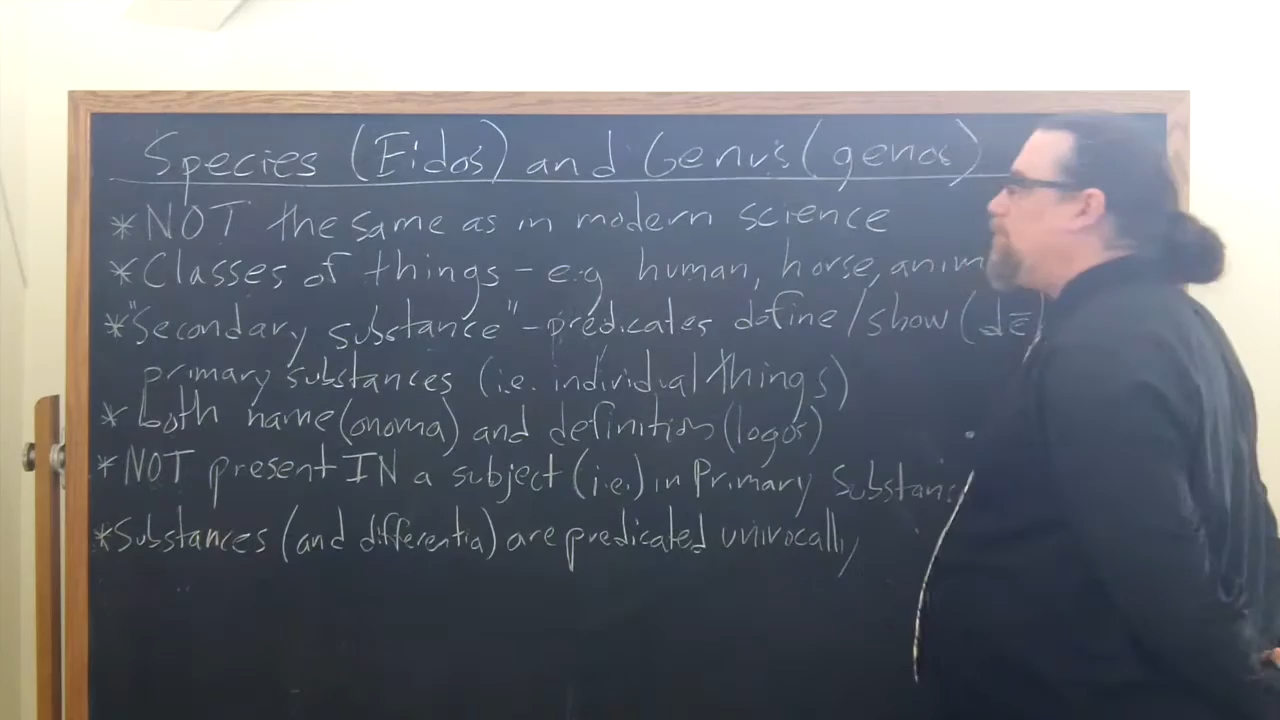 Species (Eidos) and Genus (genos)
*NOT the same as in modern science
*Classes of things - e.g human, horse, anim
*"Secondary substance" - predicates define/show (dē
primary substances (i.e. individual things)
* both name (onoma) and definition (logos)
*NOT present IN a subject (i.e.) in Primary Substanc
*Substances (and differentia) are predicated univocally